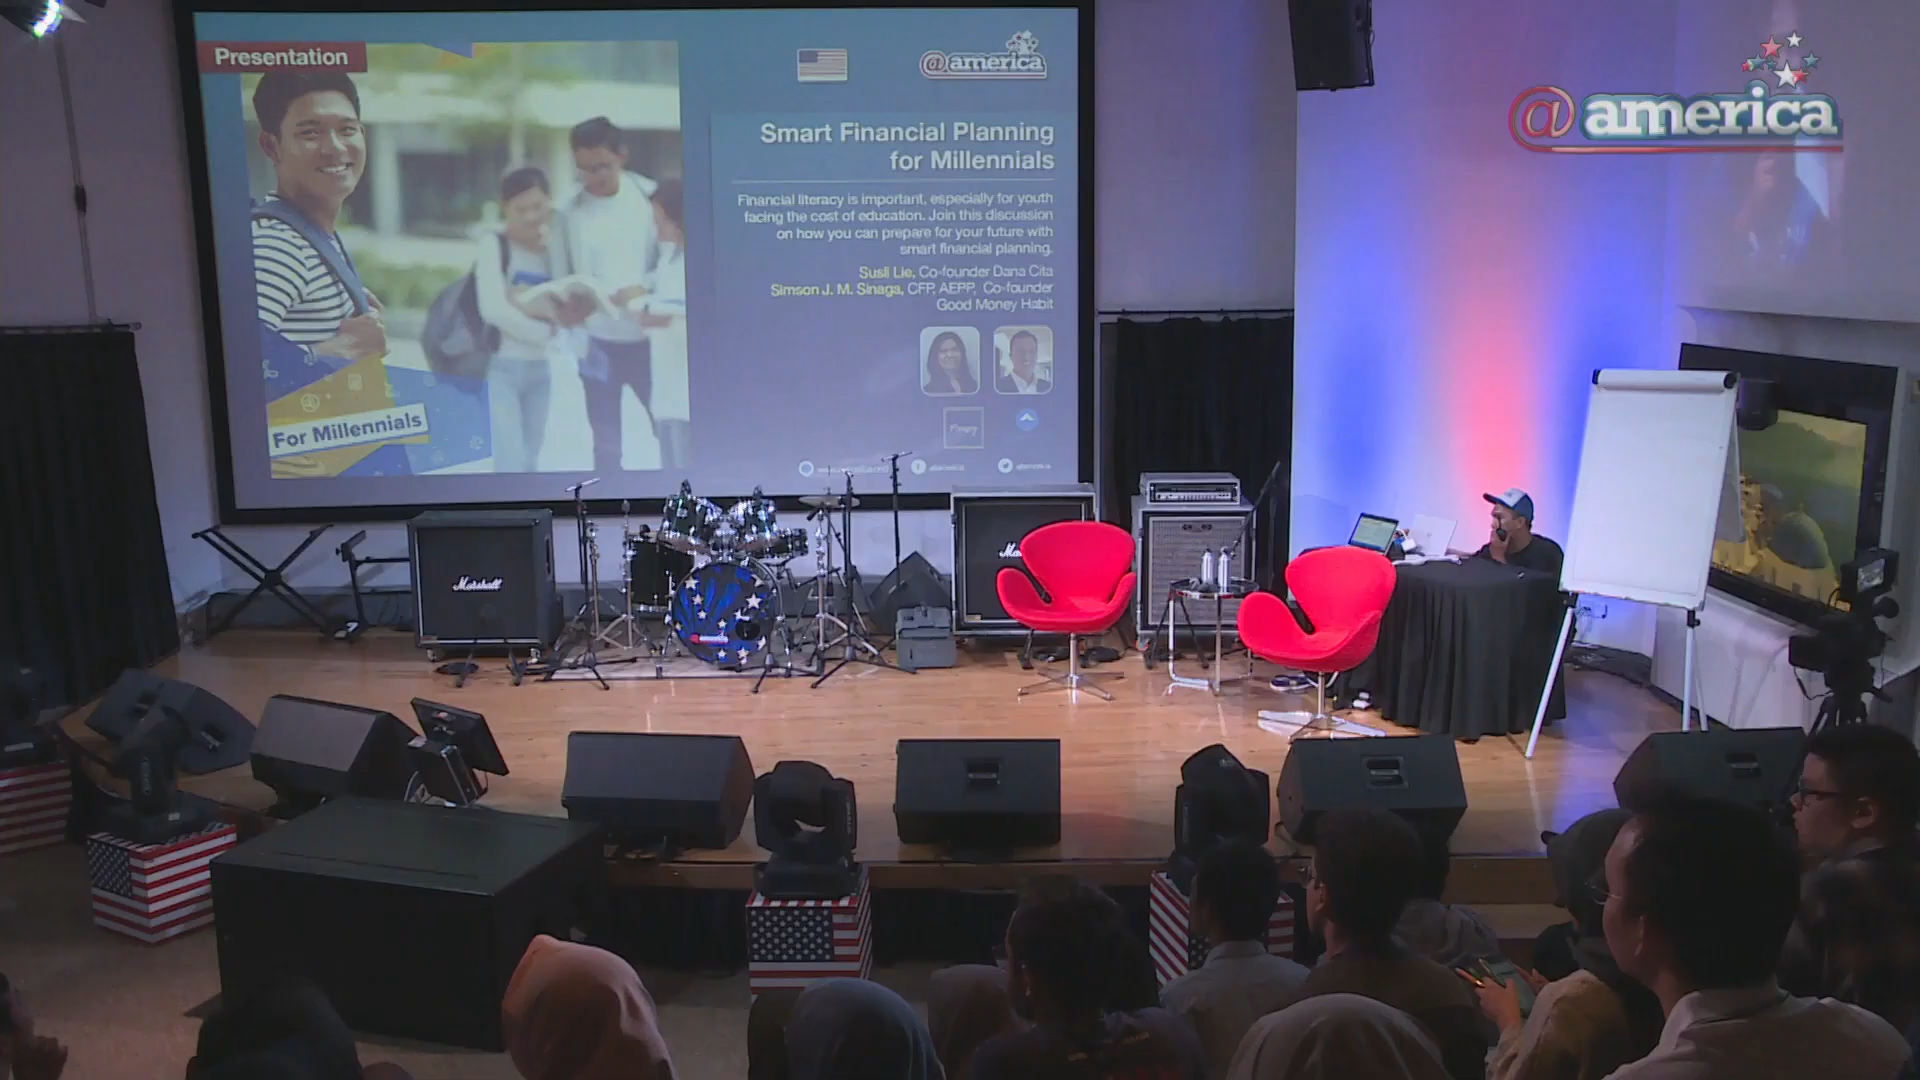 Presentation
@america
Smart Financial Planning
for Millennials
Financial literacy is important, especially for youth
facing the cost of education. Join this discussion
on how you can prepare for your future with
smart financial planning.
Susli Lie, Co-founder Dana Cita
Simson J. M. Sinaga, CFP, AEPP, Co-founder
Good Money Habit
For Millennials
@america
Marshall